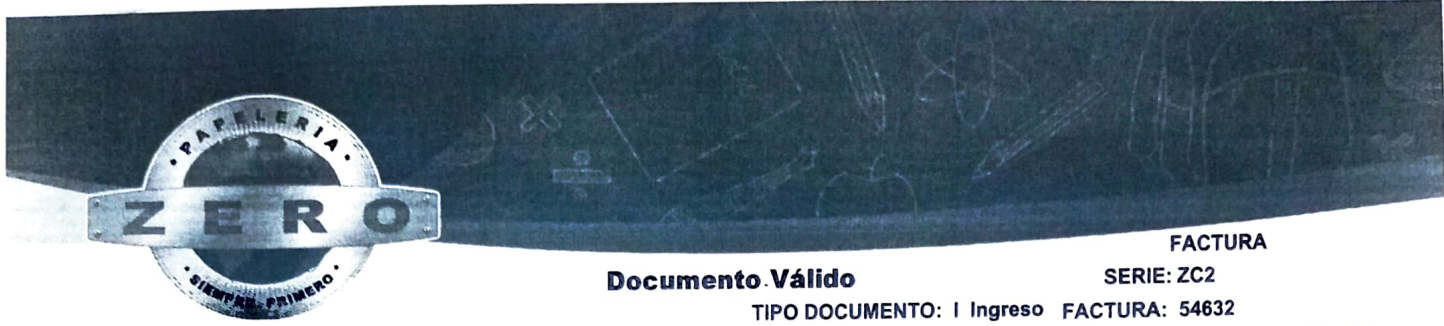 PAPELERIA
ZERO
SIEMPRE PRIMERO
FACTURA
Documento Válido
SERIE: ZC2
TIPO DOCUMENTO: I Ingreso FACTURA: 54632